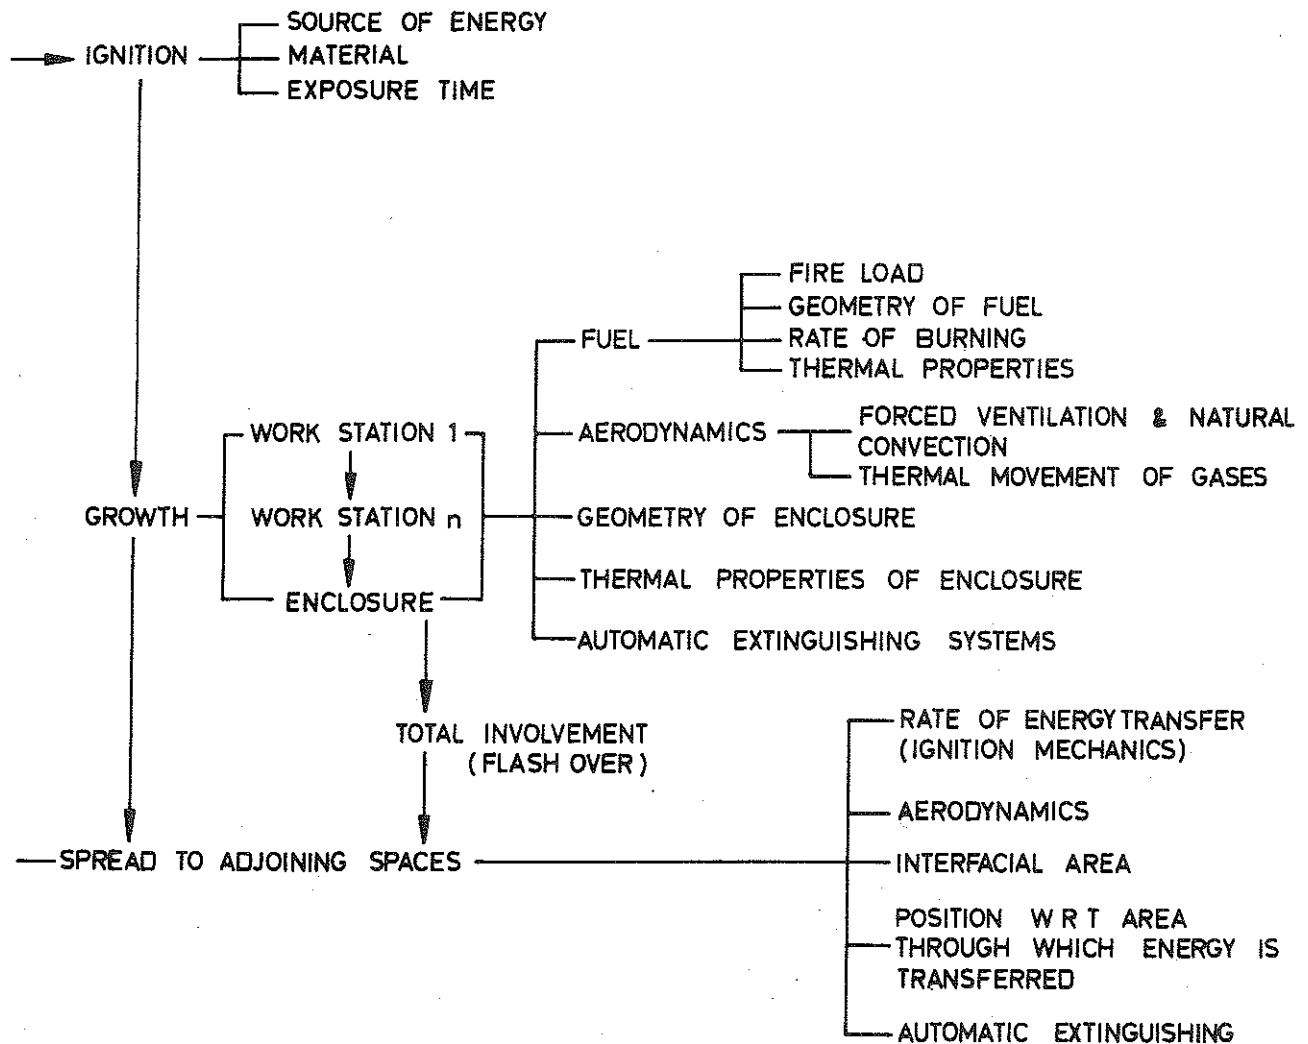 SOURCE OF ENERGY
IGNITION
MATERIAL
EXPOSURE TIME
FIRE LOAD
GEOMETRY OF FUEL
FUEL
RATE OF BURNING
THERMAL PROPERTIES
WORK STATION 1
AERODYNAMICS
FORCED VENTILATION & NATURAL
CONVECTION
THERMAL MOVEMENT OF GASES
GROWTH
WORK STATION n
GEOMETRY OF ENCLOSURE
THERMAL PROPERTIES OF ENCLOSURE
ENCLOSURE
AUTOMATIC EXTINGUISHING SYSTEMS
TOTAL INVOLVEMENT
(FLASH OVER)
RATE OF ENERGY TRANSFER
(IGNITION MECHANICS)
AERODYNAMICS
SPREAD TO ADJOINING SPACES
INTERFACIAL AREA
POSITION W R T AREA
THROUGH WHICH ENERGY IS
TRANSFERRED
AUTOMATIC EXTINGUISHING